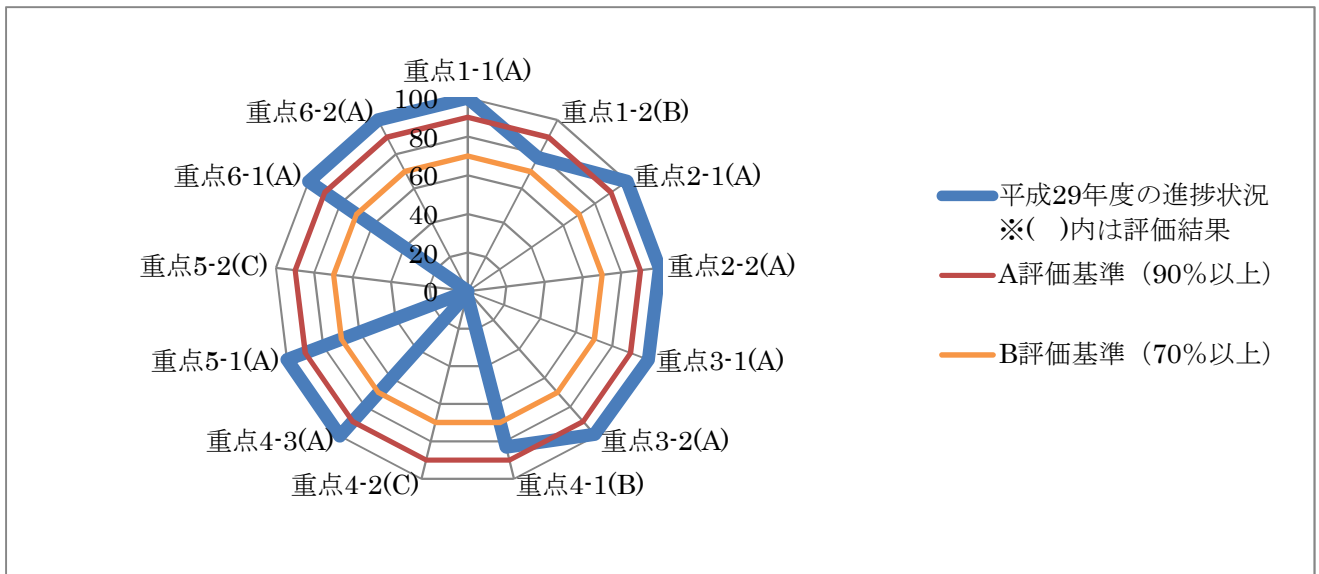 重点1-1(A)
重点1-2(B)
重点2-1(A)
重点2-2(A)
重点3-1(A)
重点3-2(A)
重点4-1(B)
重点4-2(C)
重点4-3(A)
重点5-1(A)
重点5-2(C)
重点6-1(A)
重点6-2(A)
100
80
60
40
20
0
平成29年度の進捗状況
※( )内は評価結果
A評価基準（90％以上）
B評価基準（70％以上）